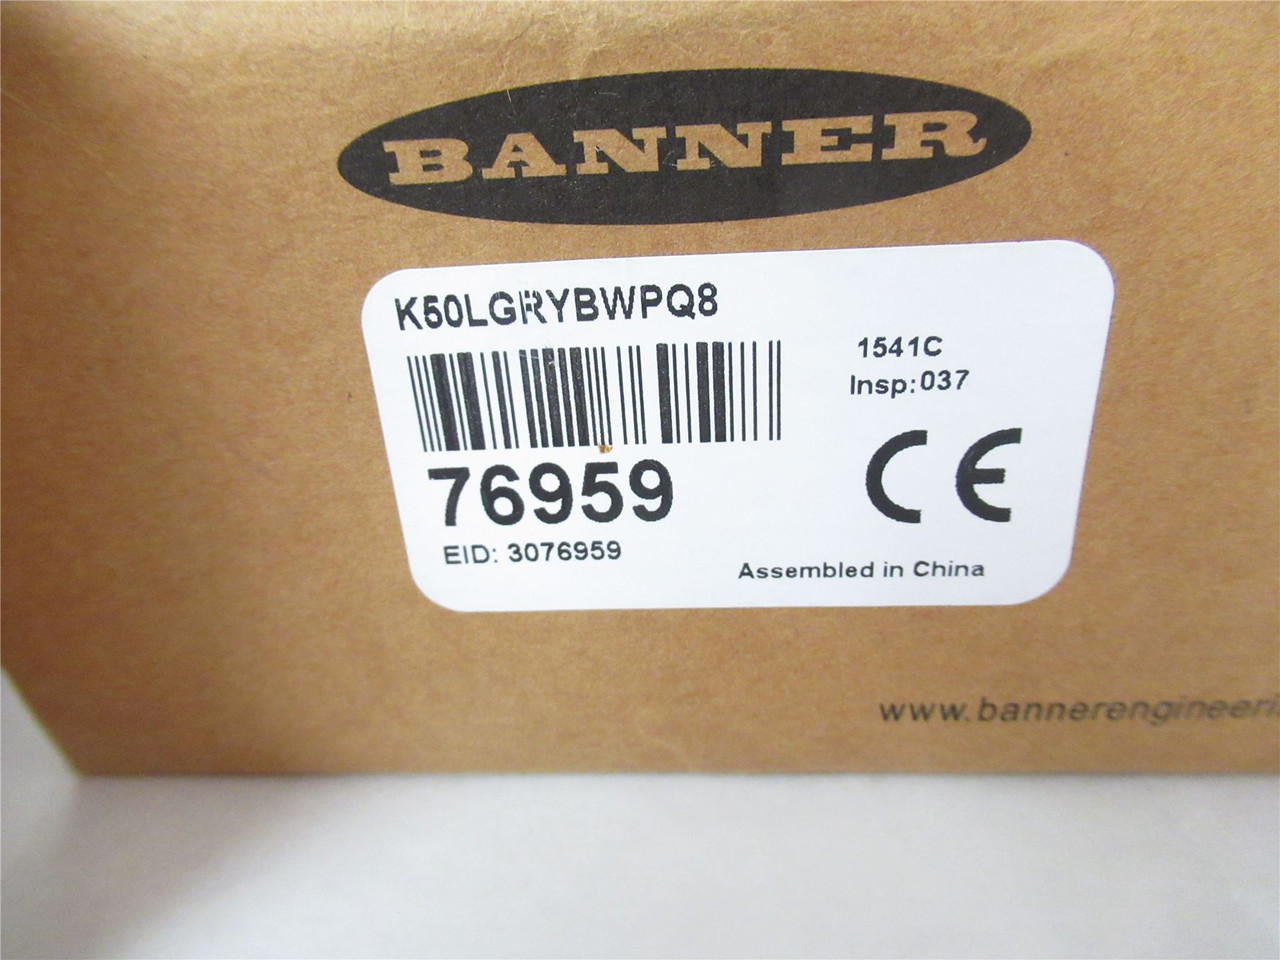 BANNER
K50LGRYBWPQ8
1541C
Insp:037
76959
EID: 3076959
CE
Assembled in China
www.bannerengineeri